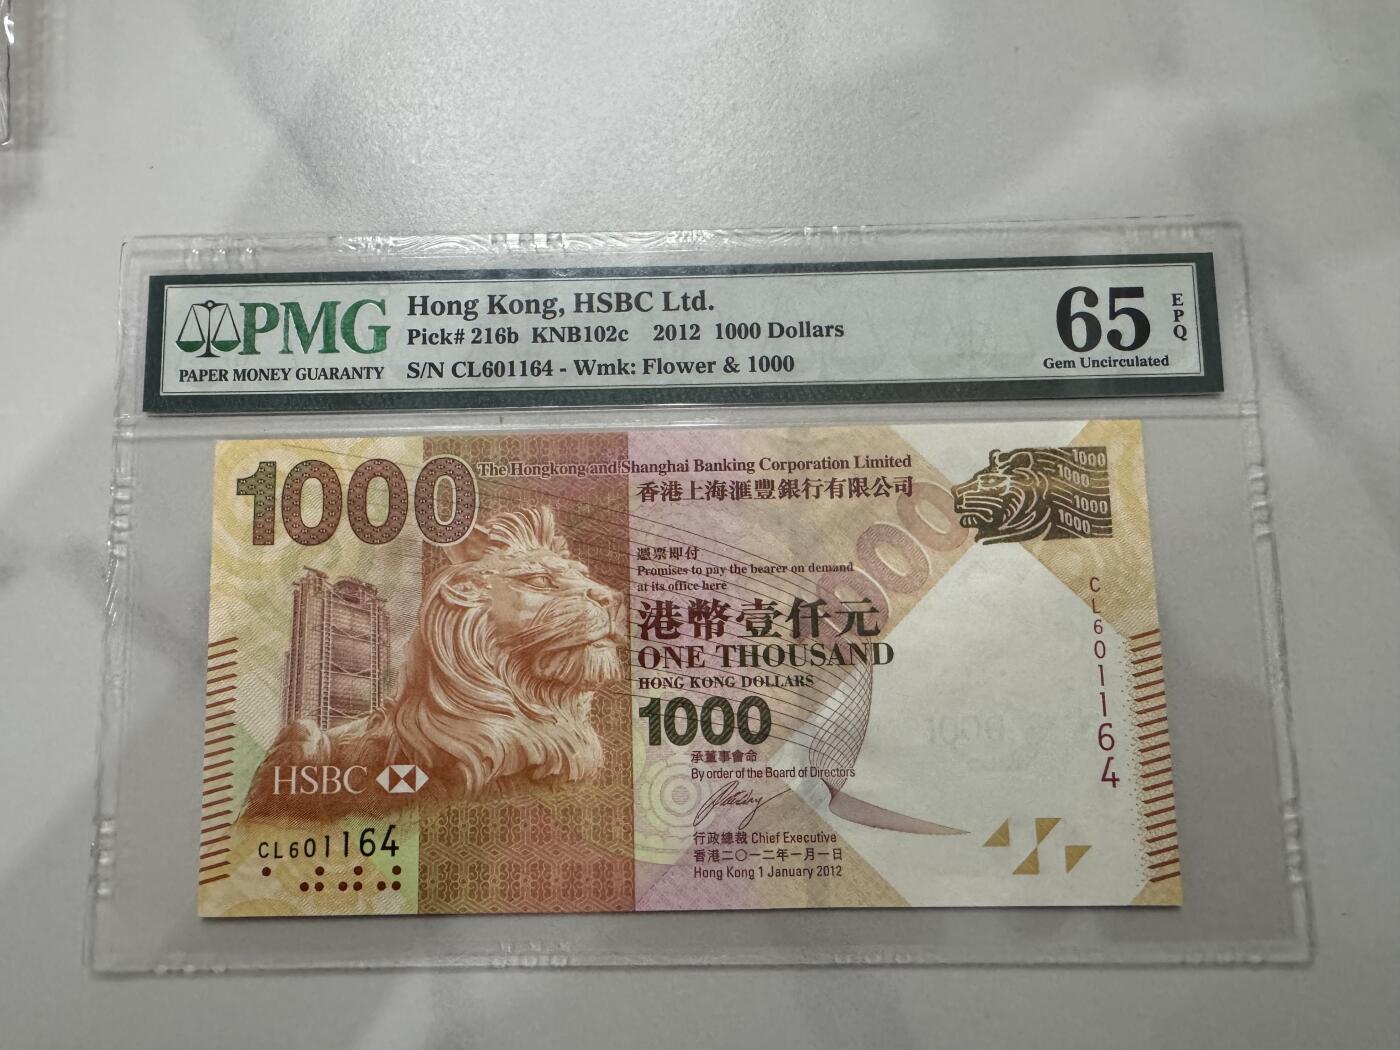 PMG
PAPER MONEY GUARANTY
Hong Kong, HSBC Ltd.
Pick# 216b KNB102c 2012 1000 Dollars
S/N CL601164 - Wmk: Flower & 1000
65
EPQ
Gem Uncirculated
1000
The Hongkong and Shanghai Banking Corporation Limited
香港上海滙豐銀行有限公司
1000
1000
1000
1000
1000
憑票即付
Promises to pay the bearer on demand
at its office here
港幣壹仟元
ONE THOUSAND
HONG KONG DOLLARS
1000
承董事會命
By order of the Board of Directors
行政總裁 Chief Executive
香港二〇一二年一月一日
Hong Kong 1 January 2012
HSBC
CL601164
CL601164